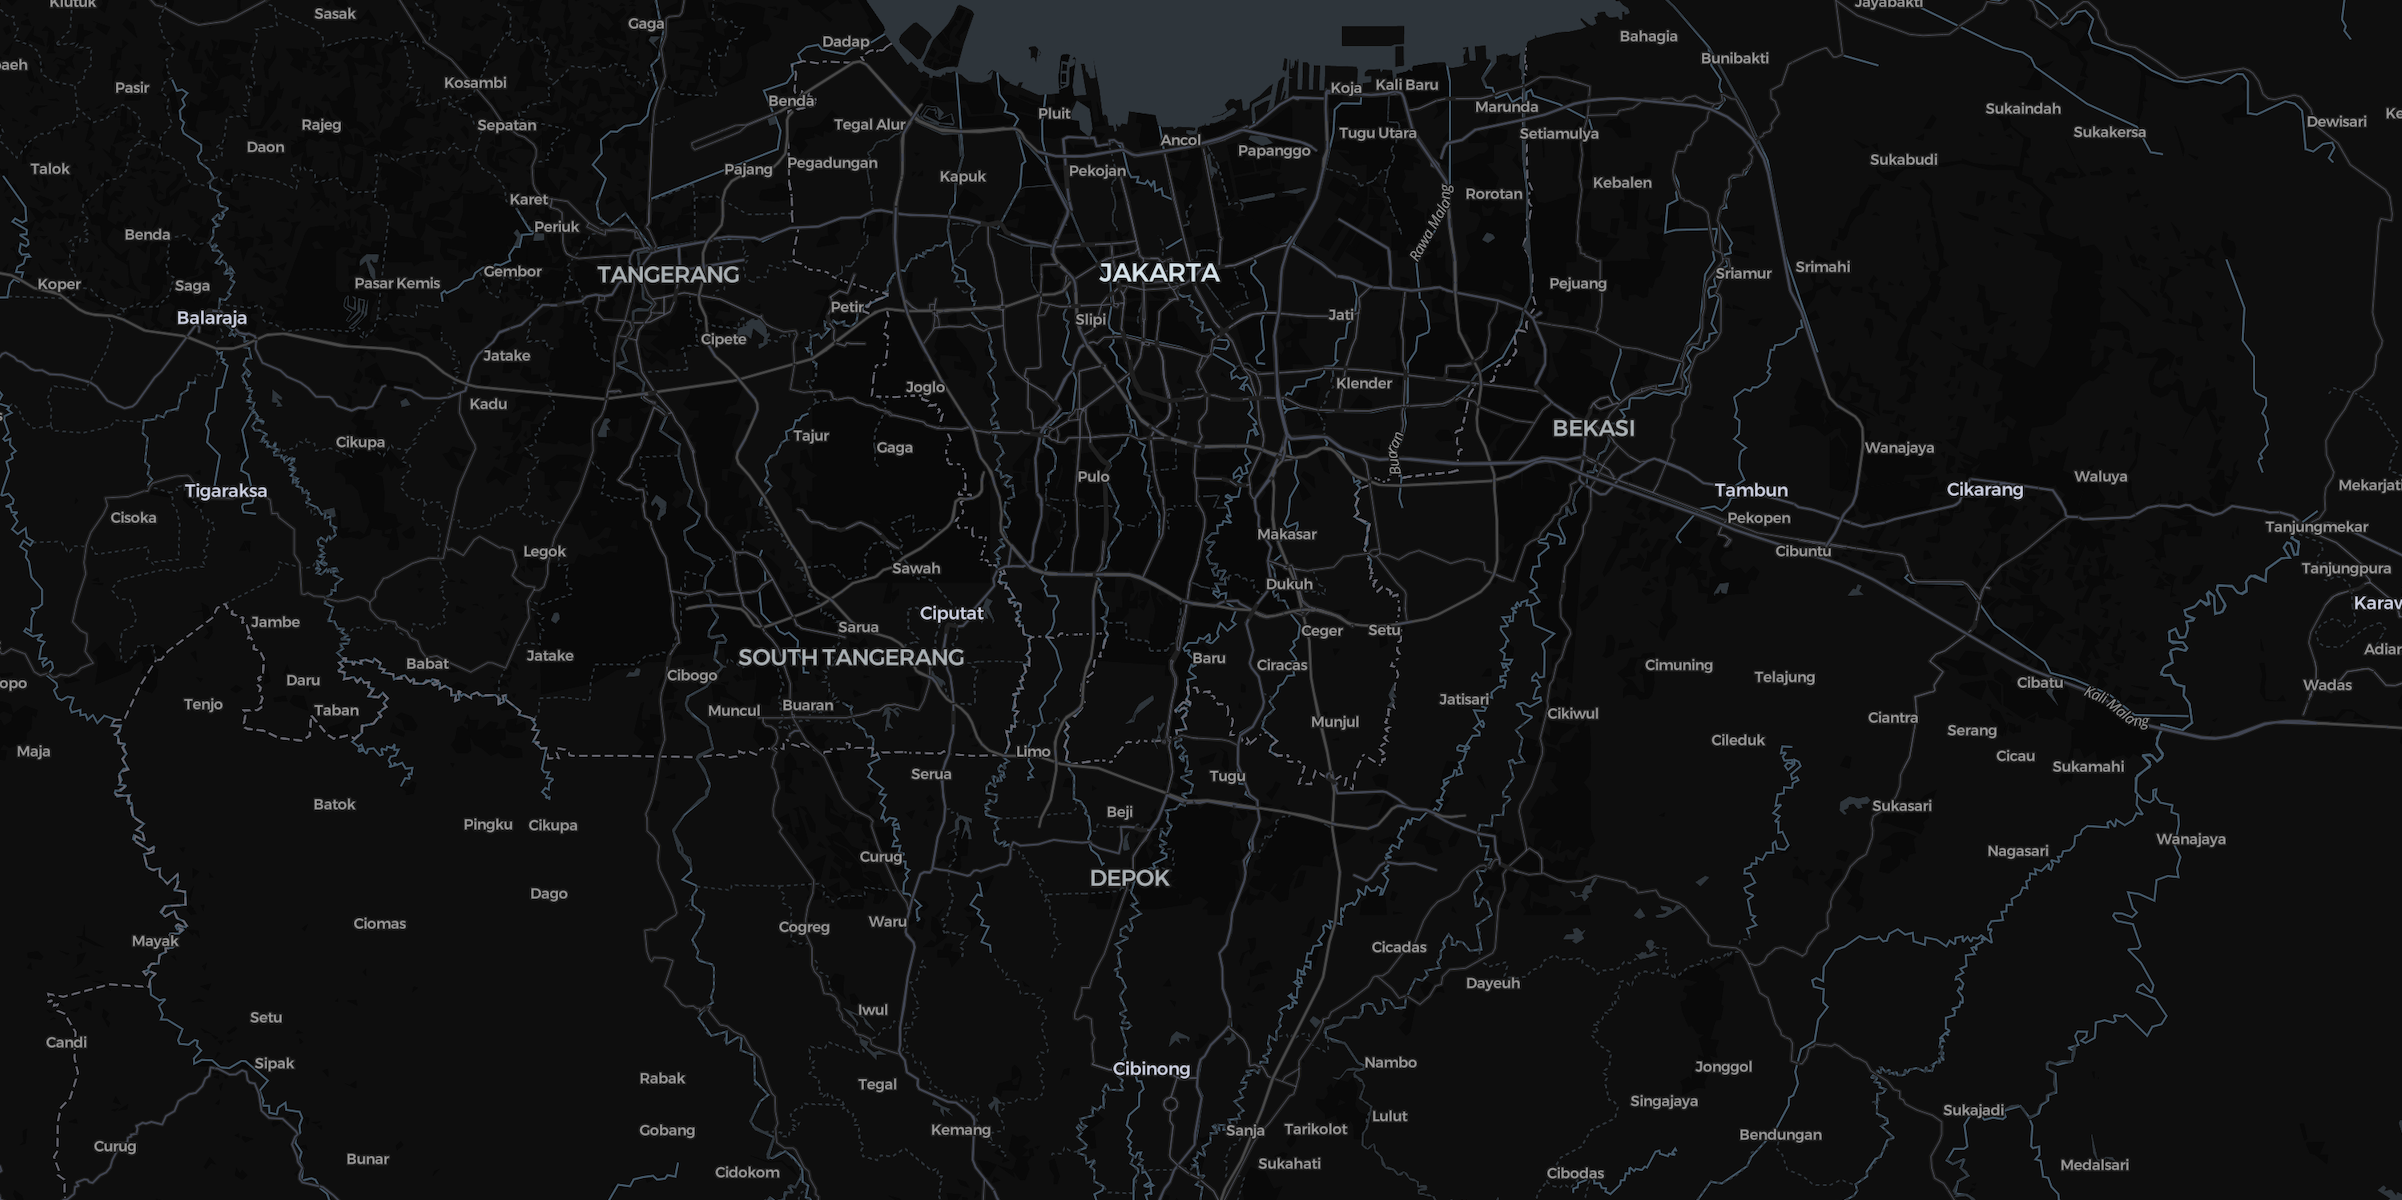 Klutuk
Sasak
Gaga
Dadap
Jayabakti
Bahagia
Bunibakti
Pasir
Kosambi
Koja
Kali Baru
Benda
Pluit
Marunda
Sukaindah
Dewisari
Rajeg
Sepatan
Tegal Alur
Tugu Utara
Setiamulya
Sukakersa
Daon
Ancol
Papanggo
Talok
Pajang
Pegadungan
Kapuk
Pekojan
Sukabudi
Kebalen
Karet
Rorotan
Rawa Malang
Benda
Periuk
Koper
Saga
Pasar Kemis
Gembor
TANGERANG
JAKARTA
Pejuang
Sriamur
Srimahi
Balaraja
Petir
Slipi
Jati
Jatake
Cipete
Kadu
Joglo
Klender
Cikupa
Tajur
Gaga
BEKASI
Buaran
Wanajaya
Tigaraksa
Pulo
Tambun
Cikarang
Waluya
Mekarjati
Cisoka
Pekopen
Tanjungmekar
Legok
Makasar
Cibuntu
Sawah
Dukuh
Tanjungpura
Jambe
Ciputat
Sarua
Ceger
Setu
Babat
Jatake
SOUTH TANGERANG
Baru
Ciracas
Cimuning
Daru
Cibogo
Telajung
Cibatu
Wadas
Tenjo
Taban
Muncul
Buaran
Jatisari
Cikiwul
Kali Malang
Maja
Limo
Munjul
Cileduk
Ciantra
Serang
Serua
Tugu
Cicau
Sukamahi
Batok
Pingku
Cikupa
Beji
Sukasari
Curug
Nagasari
Wanajaya
Dago
DEPOK
Ciomas
Cogreg
Waru
Mayak
Cicadas
Dayeuh
Setu
Iwul
Candi
Sipak
Rabak
Tegal
Cibinong
Nambo
Jonggol
Gobang
Kemang
Sanja
Tarikolot
Lulut
Singajaya
Sukajadi
Curug
Bunar
Cidokom
Sukahati
Cibodas
Bendungan
Medalsari